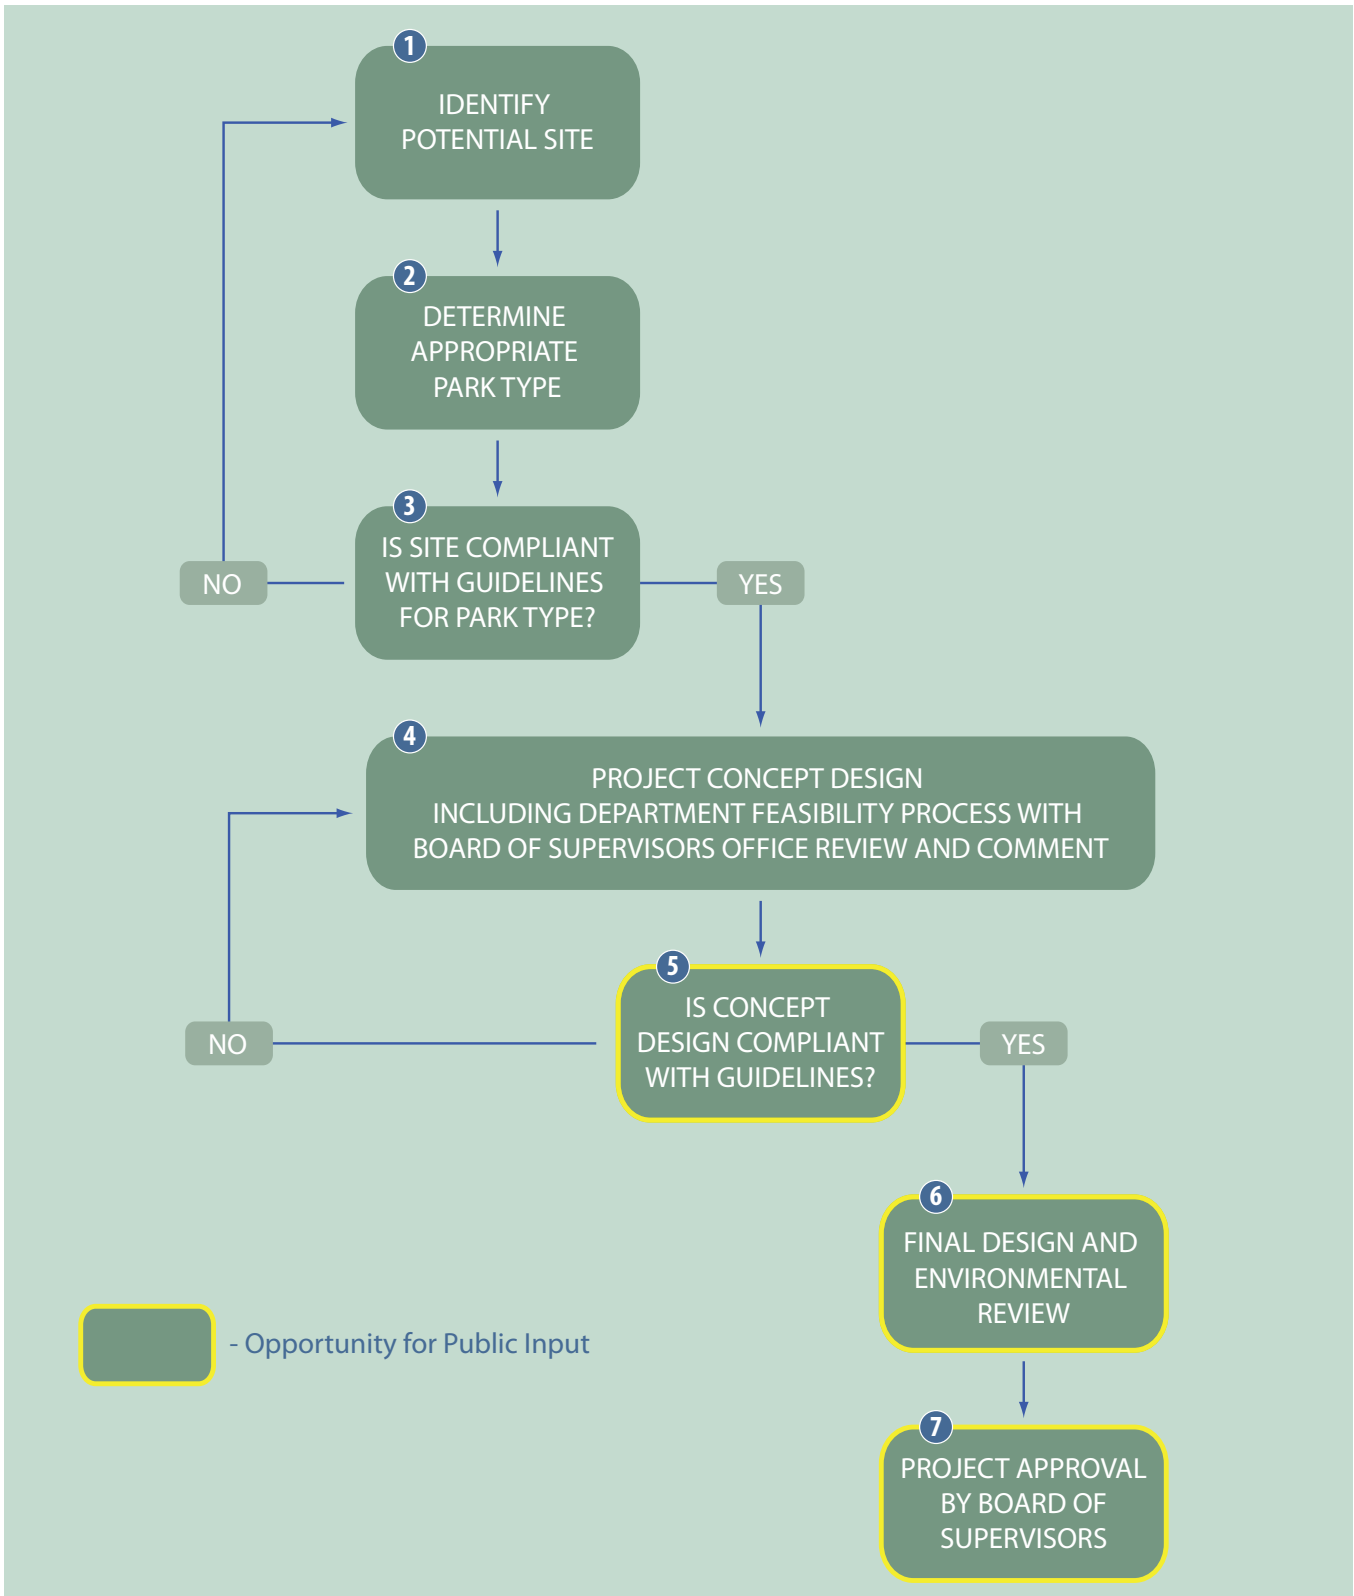 1
IDENTIFY
POTENTIAL SITE
2
DETERMINE
APPROPRIATE
PARK TYPE
3
IS SITE COMPLIANT
WITH GUIDELINES
FOR PARK TYPE?
NO
YES
4
PROJECT CONCEPT DESIGN
INCLUDING DEPARTMENT FEASIBILITY PROCESS WITH
BOARD OF SUPERVISORS OFFICE REVIEW AND COMMENT
5
IS CONCEPT
DESIGN COMPLIANT
WITH GUIDELINES?
NO
YES
6
FINAL DESIGN AND
ENVIRONMENTAL
REVIEW
- Opportunity for Public Input
7
PROJECT APPROVAL
BY BOARD OF
SUPERVISORS